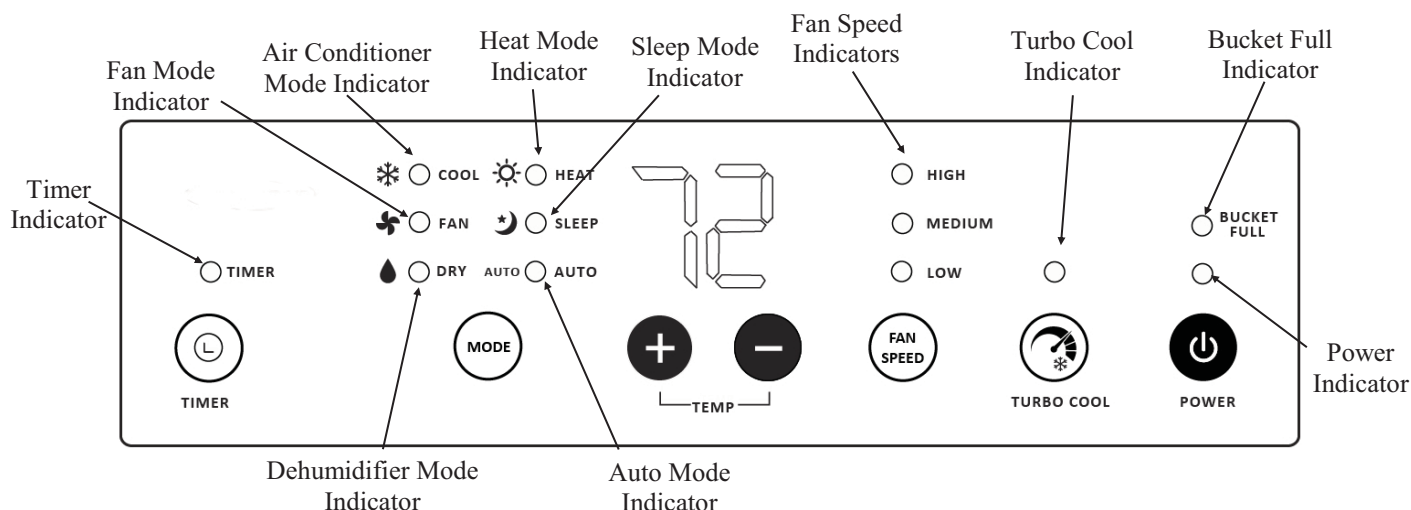 Fan Mode
Indicator
Air Conditioner
Mode Indicator
Heat Mode
Indicator
Sleep Mode
Indicator
Fan Speed
Indicators
Turbo Cool
Indicator
Bucket Full
Indicator
Timer
Indicator
COOL
HEAT
FAN
SLEEP
DRY
AUTO AUTO
TIMER
72
HIGH
MEDIUM
LOW
BUCKET
FULL
MODE
FAN
SPEED
TIMER
TEMP
TURBO COOL
POWER
Power
Indicator
Dehumidifier Mode
Indicator
Auto Mode
Indicator